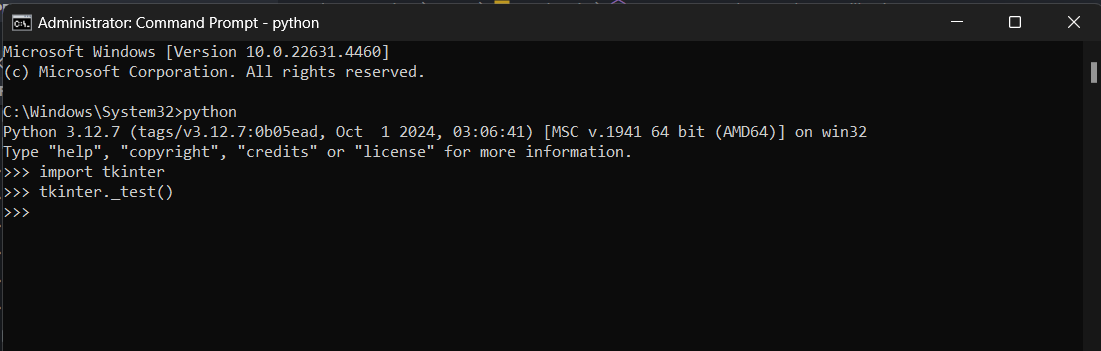 Administrator: Command Prompt - python
Microsoft Windows [Version 10.0.22631.4460]
(c) Microsoft Corporation. All rights reserved.
C:\Windows\System32>python
Python 3.12.7 (tags/v3.12.7:0b05ead, Oct  1 2024, 03:06:41) [MSC v.1941 64 bit (AMD64)] on win32
Type "help", "copyright", "credits" or "license" for more information.
>>> import tkinter
>>> tkinter._test()
>>>